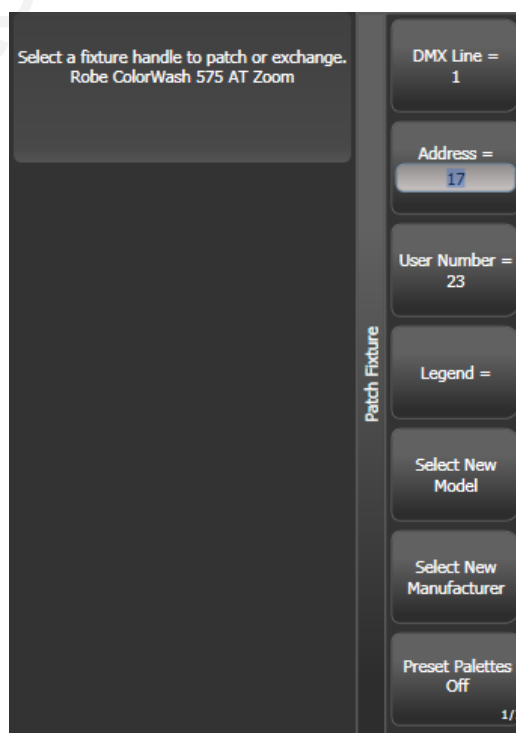 Select a fixture handle to patch or exchange.
Robe ColorWash 575 AT Zoom
DMX Line =
1
Address =
17
User Number =
23
Patch Fixture
Legend =
Select New
Model
Select New
Manufacturer
Preset Palettes
Off